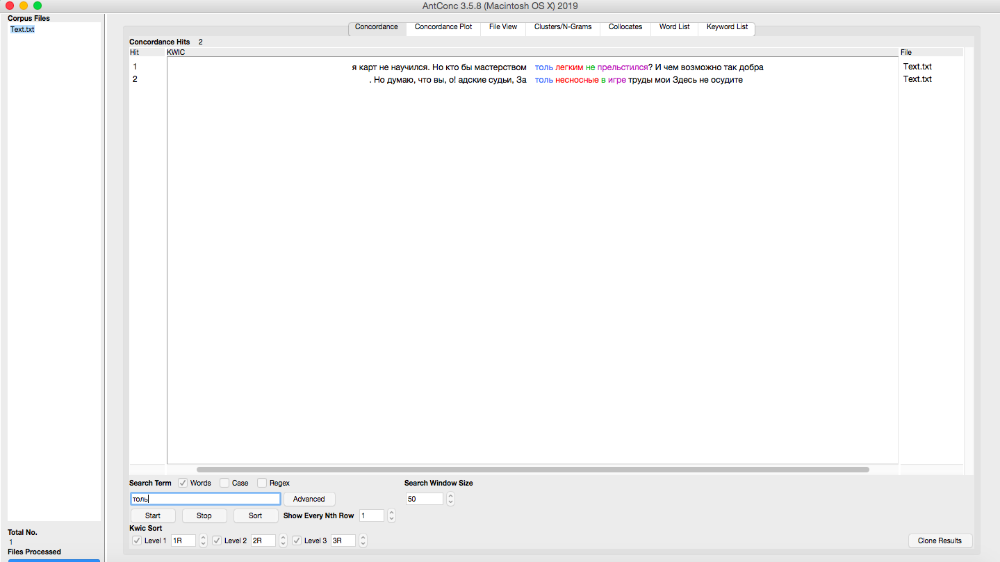 AntConc 3.5.8 (Macintosh OS X) 2019
Corpus Files
Text.txt
Concordance Concordance Plot File View Clusters/N-Grams Collocates Word List Keyword List
Concordance Hits 2
Hit KWIC File
1 я карт не научился. Но кто бы мастерством толь легким не прельстился? И чем возможно так добра Text.txt
2 . Но думаю, что вы, о! адские судьи, За толь несносные в игре труды мои Здесь не осудите Text.txt
Search Term Words Case Regex Search Window Size
толь Advanced 50
Start Stop Sort Show Every Nth Row 1
Kwic Sort
Level 1 1R Level 2 2R Level 3 3R Clone Results
Total No.
1
Files Processed